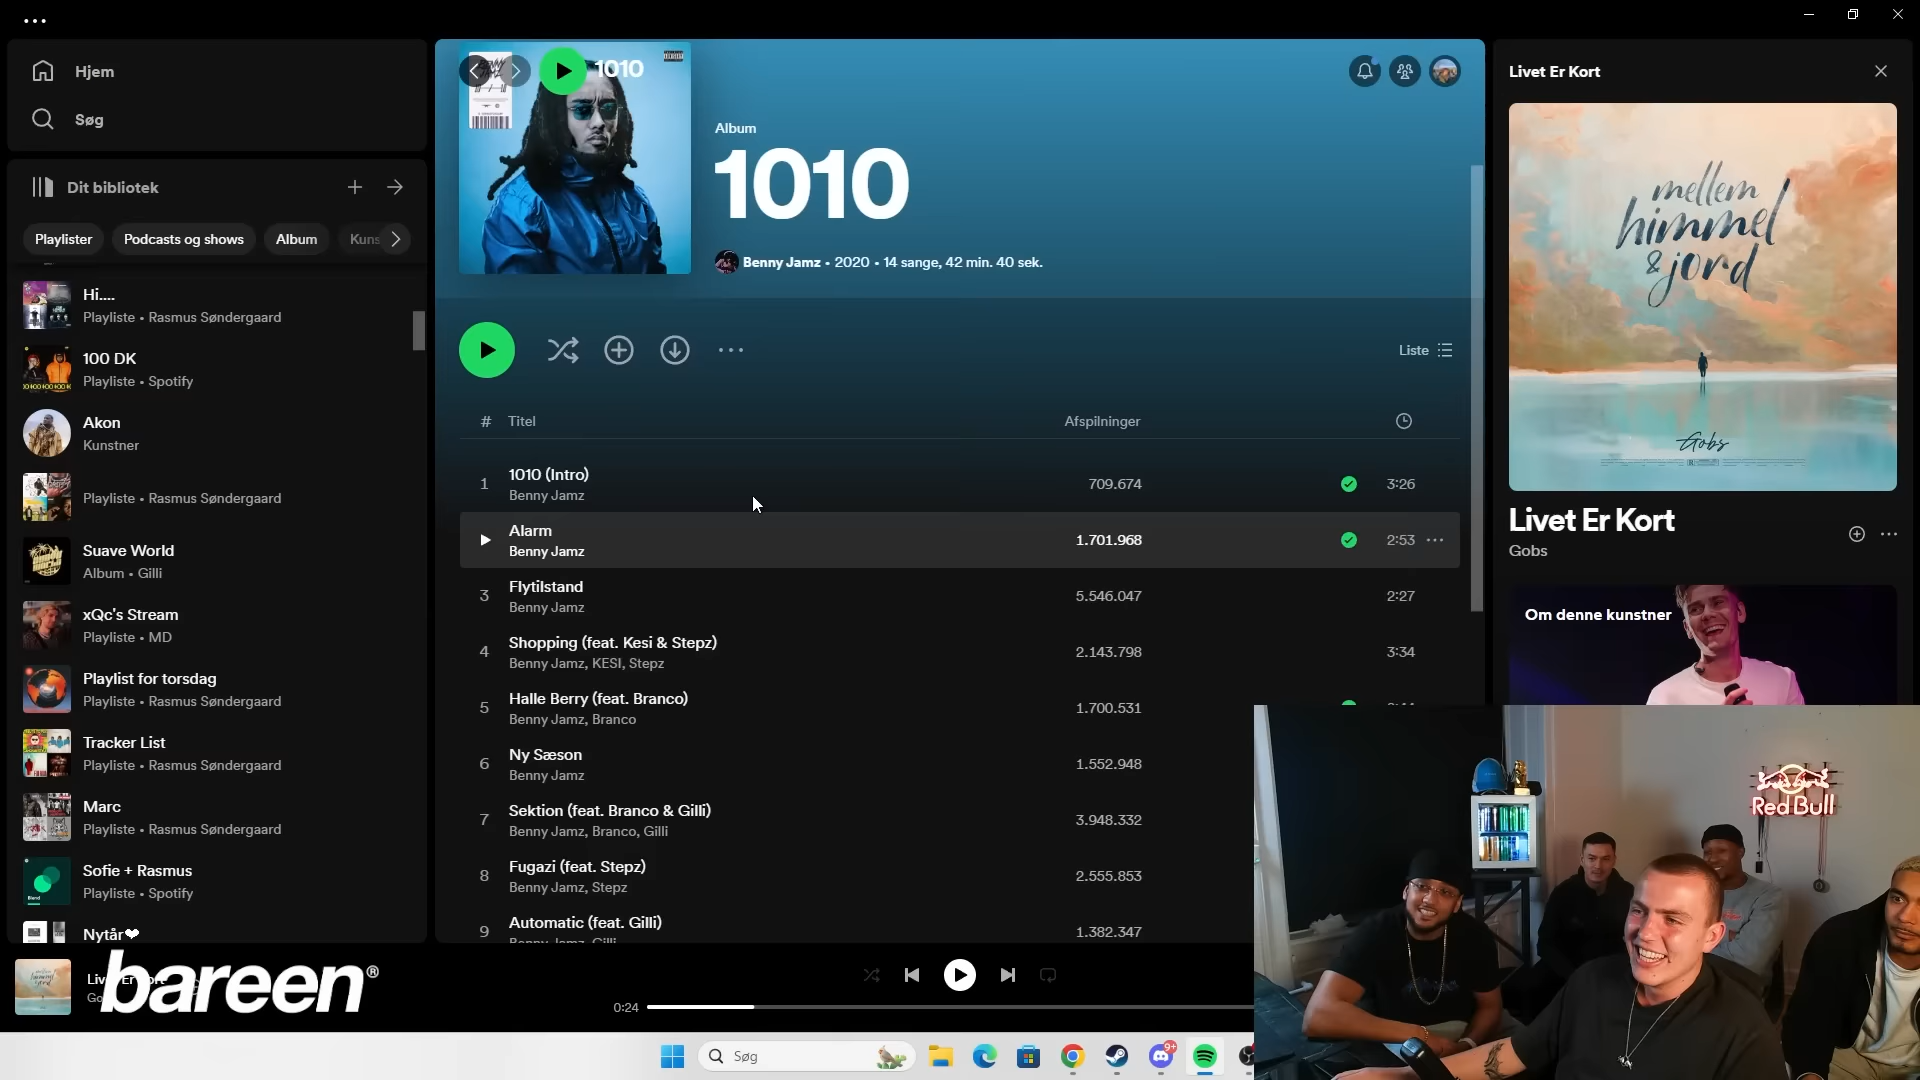 Hjem
Søg
Dit bibliotek
Playlister
Podcasts og shows
Album
Kuns
Hi....
Playliste • Rasmus Søndergaard
100 DK
Playliste • Spotify
Akon
Kunstner
Playliste • Rasmus Søndergaard
Suave World
Album • Gilli
xQc's Stream
Playliste • MD
Playlist for torsdag
Playliste • Rasmus Søndergaard
Tracker List
Playliste • Rasmus Søndergaard
Marc
Playliste • Rasmus Søndergaard
Sofie + Rasmus
Playliste • Spotify
Nytår❤
1010
Album
1010
Benny Jamz • 2020 • 14 sange, 42 min. 40 sek.
Liste
# Titel Afspilninger
1 1010 (Intro) 709.674 3:26
Benny Jamz
Alarm 1.701.968 2:53
Benny Jamz
3 Flytilstand 5.546.047 2:27
Benny Jamz
4 Shopping (feat. Kesi & Stepz) 2.143.798 3:34
Benny Jamz, KESI, Stepz
5 Halle Berry (feat. Branco) 1.700.531
Benny Jamz, Branco
6 Ny Sæson 1.552.948
Benny Jamz
7 Sektion (feat. Branco & Gilli) 3.948.332
Benny Jamz, Branco, Gilli
8 Fugazi (feat. Stepz) 2.555.853
Benny Jamz, Stepz
9 Automatic (feat. Gilli) 1.382.347
Benny Jamz, Gilli
Livet Er Kort
mellem
himmel
& jord
Gobs
Livet Er Kort
Gobs
Om denne kunstner
Red Bull
bareen®
0:24
Søg
9+